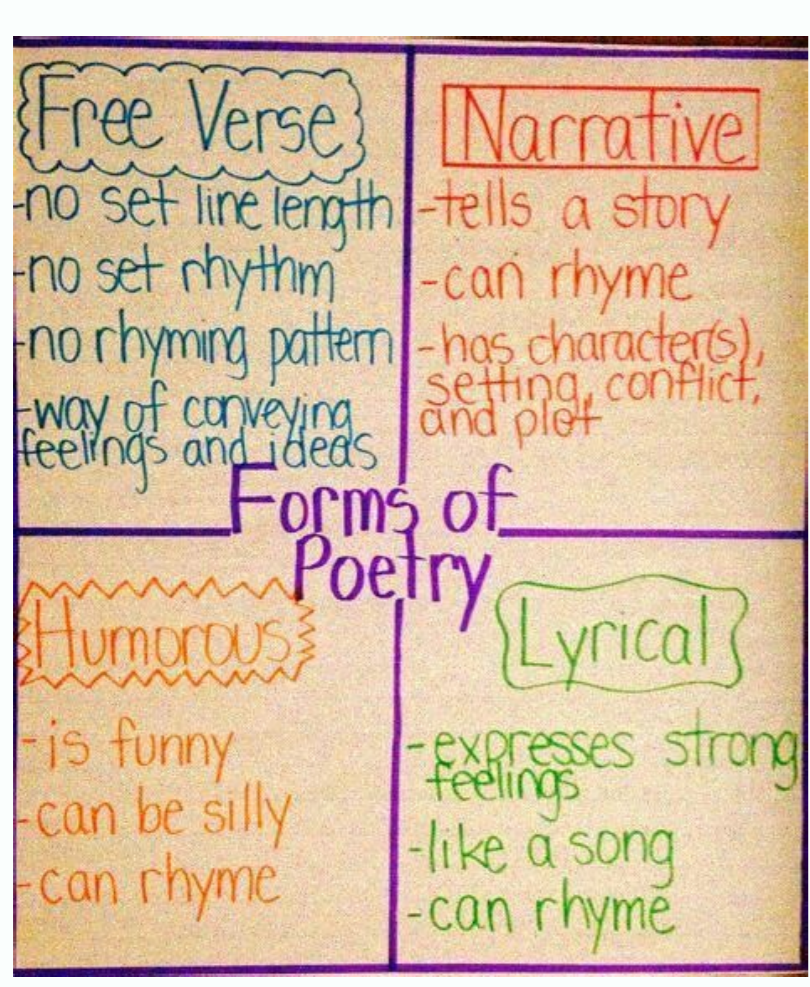 Free Verse
-no set line length
-no set rhythm
-no rhyming pattern
-way of conveying
feelings and ideas
Narrative
-tells a story
-can rhyme
-has character(s),
setting, conflict,
and plot
Forms of
Poetry
Humorous
-is funny
-can be silly
-can rhyme
Lyrical
-expresses strong
feelings
-like a song
-can rhyme